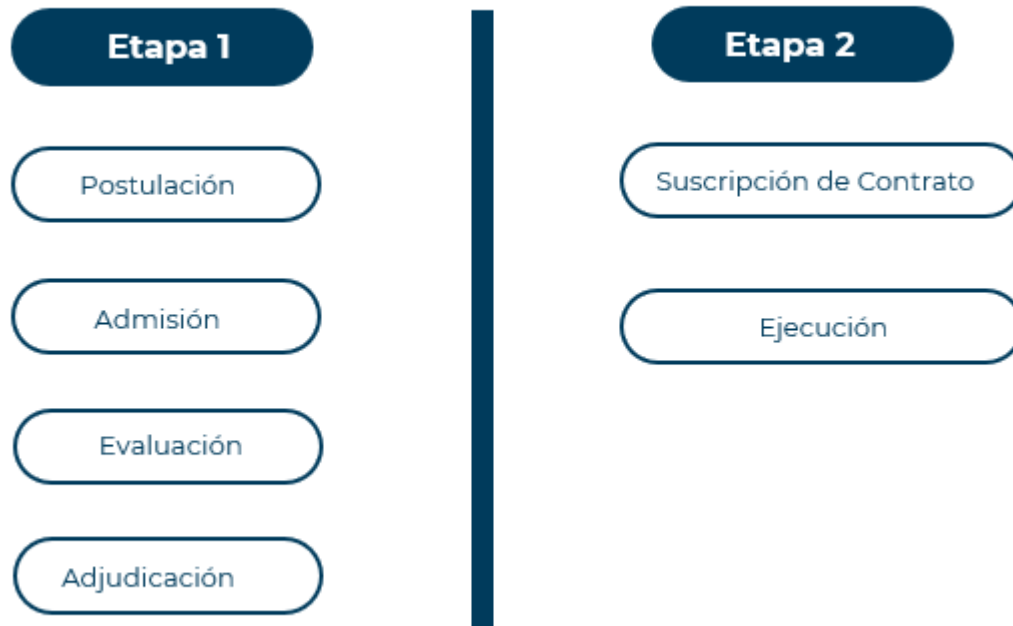 Etapa 1
Postulación
Admisión
Evaluación
Adjudicación
Etapa 2
Suscripción de Contrato
Ejecución